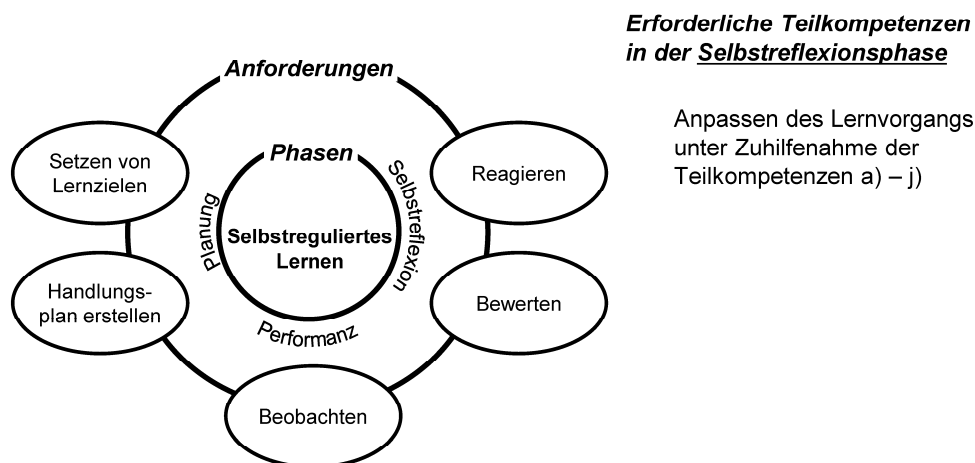 Erforderliche Teilkompetenzen
in der Selbstreflexionsphase
Anforderungen
Anpassen des Lernvorgangs
unter Zuhilfenahme der
Teilkompetenzen a) – j)
Setzen von
Lernzielen
Phasen
Reagieren
Planung
Selbstreflexion
Selbstreguliertes
Lernen
Handlungs-
plan erstellen
Bewerten
Performanz
Beobachten